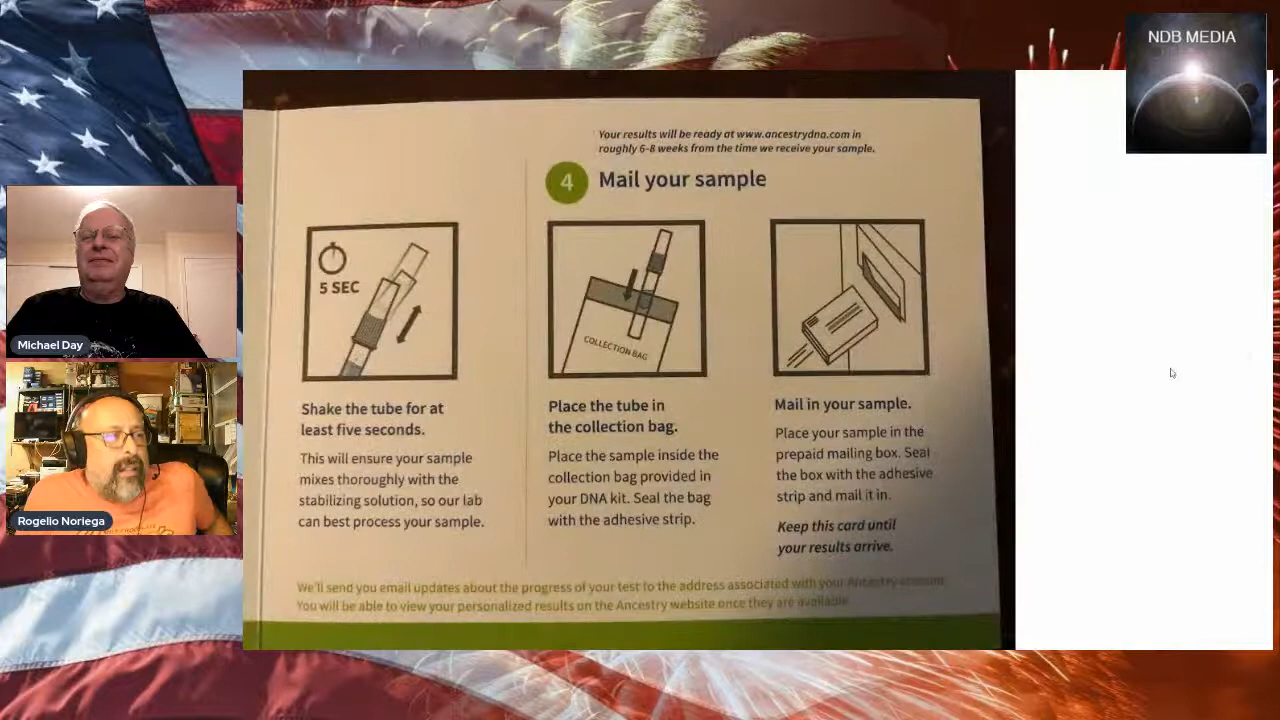 NDB MEDIA
Your results will be ready at www.ancestrydna.com in
roughly 6-8 weeks from the time we receive your sample.
4 Mail your sample
5 SEC
COLLECTION BAG
Shake the tube for at
least five seconds.
This will ensure your sample
mixes thoroughly with the
stabilizing solution, so our lab
can best process your sample.
Place the tube in
the collection bag.
Place the sample inside the
collection bag provided in
your DNA kit. Seal the bag
with the adhesive strip.
Mail in your sample.
Place your sample in the
prepaid mailing box. Seal
the box with the adhesive
strip and mail it in.
Keep this card until
your results arrive.
We'll send you email updates about the progress of your test to the address associated with your Ancestry account.
You will be able to view your personalized results on the Ancestry website once they are available.
Michael Day
Rogelio Noriega